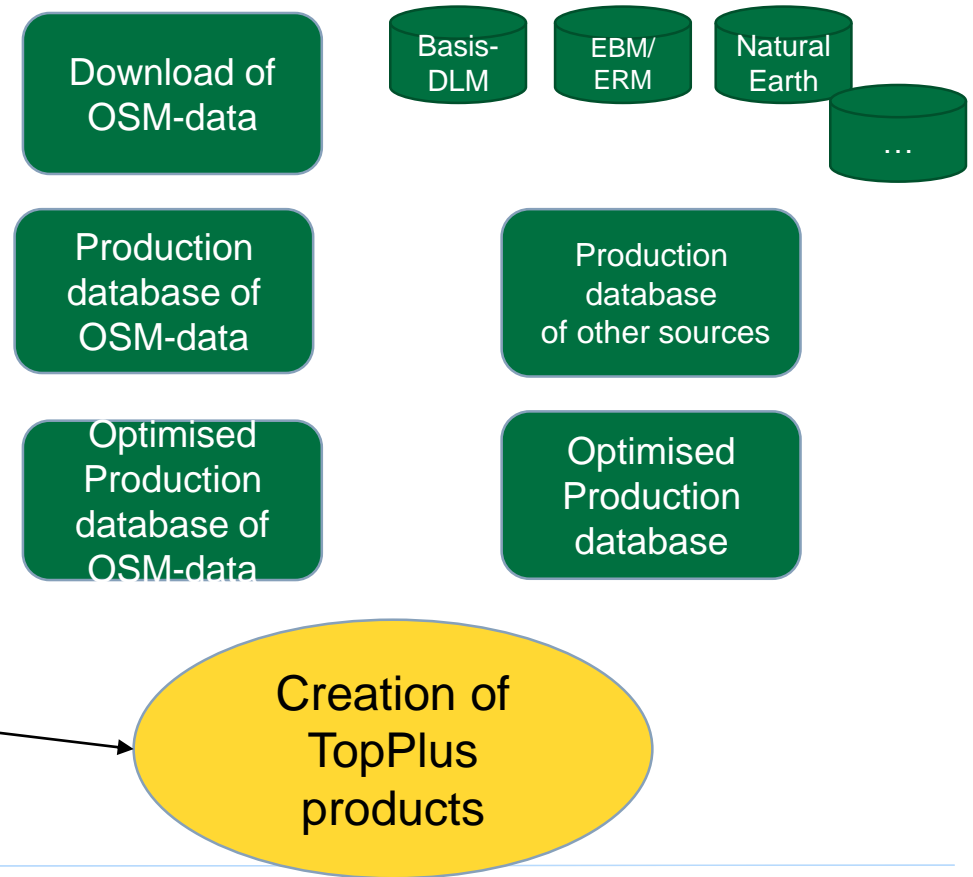 Download of
OSM-data
Basis-
DLM
EBM/
ERM
Natural
Earth
…
Production
database of
OSM-data
Production
database
of other sources
Optimised
Production
database of
OSM-data
Optimised
Production
database
Creation of
TopPlus
products